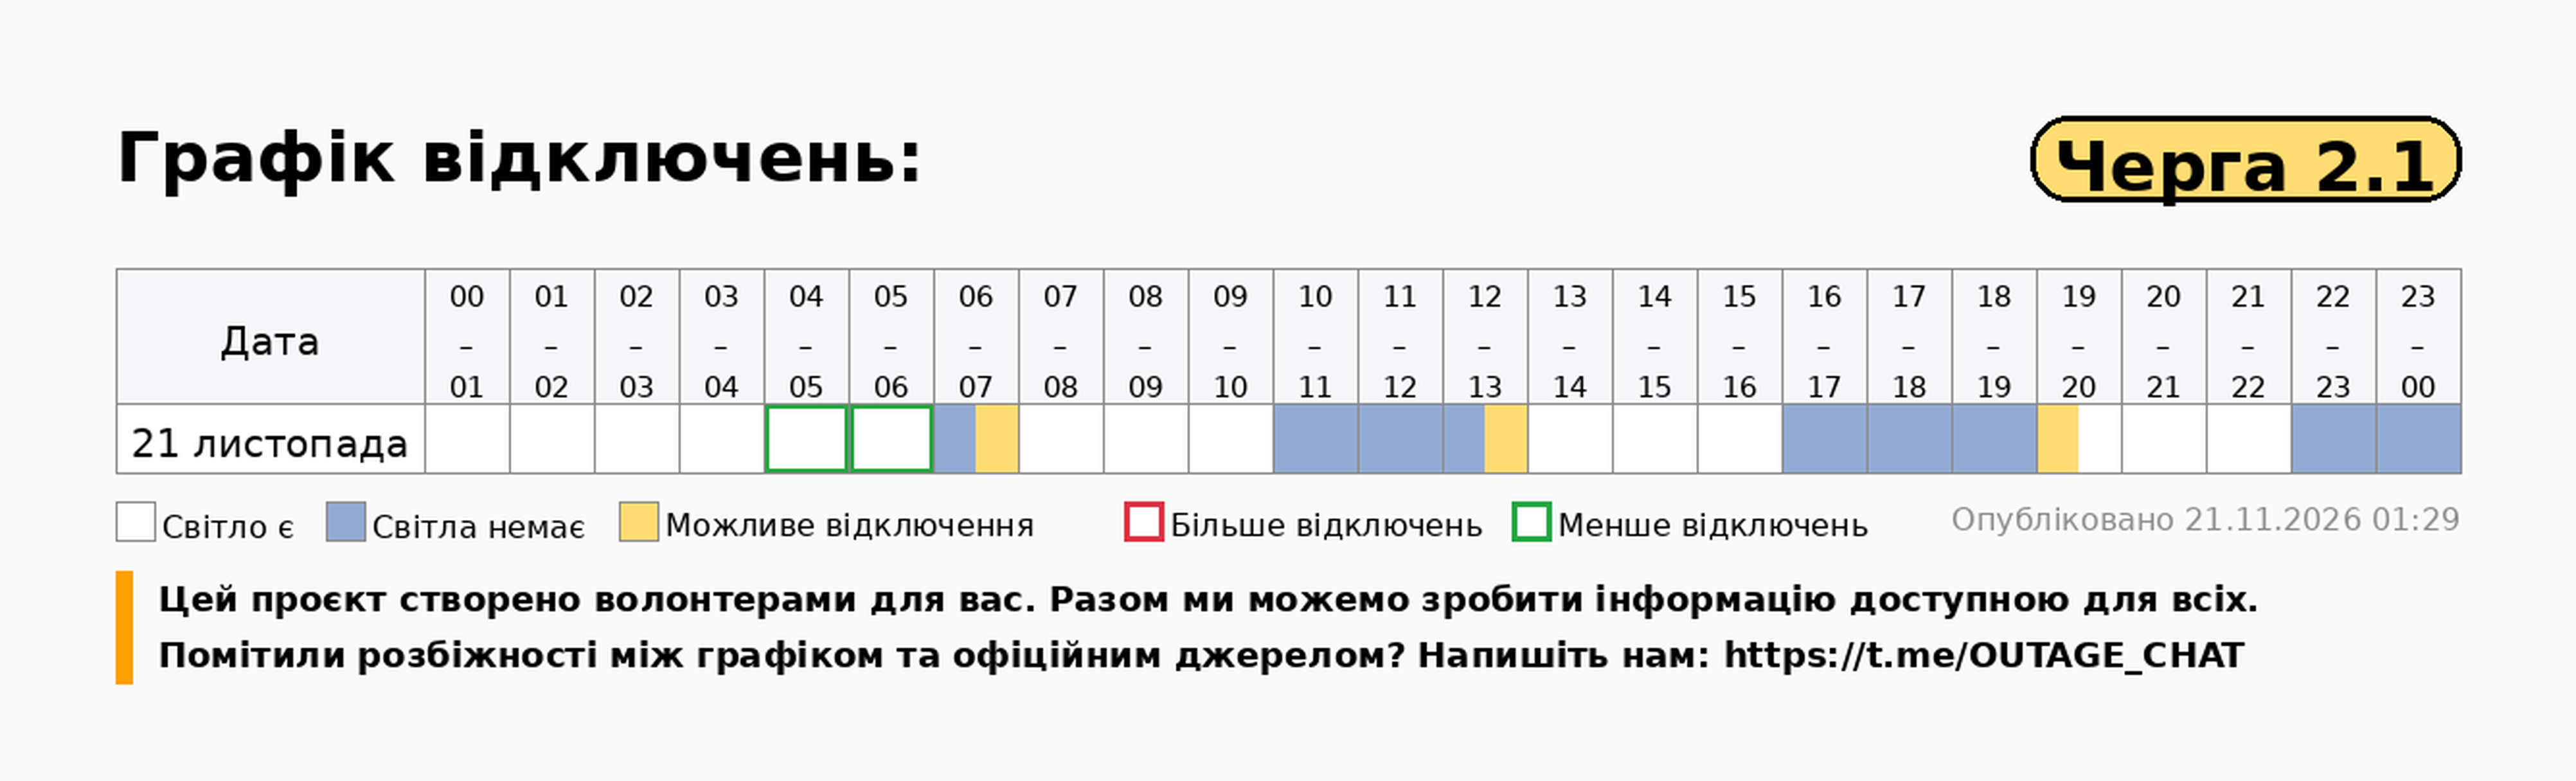 Графік відключень:
Черга 2.1
Дата
00 – 01
01 – 02
02 – 03
03 – 04
04 – 05
05 – 06
06 – 07
07 – 08
08 – 09
09 – 10
10 – 11
11 – 12
12 – 13
13 – 14
14 – 15
15 – 16
16 – 17
17 – 18
18 – 19
19 – 20
20 – 21
21 – 22
22 – 23
23 – 00
21 листопада
Світло є
Світла немає
Можливе відключення
Більше відключень
Менше відключень
Опубліковано 21.11.2026 01:29
Цей проєкт створено волонтерами для вас. Разом ми можемо зробити інформацію доступною для всіх.
Помітили розбіжності між графіком та офіційним джерелом? Напишіть нам: https://t.me/OUTAGE_CHAT